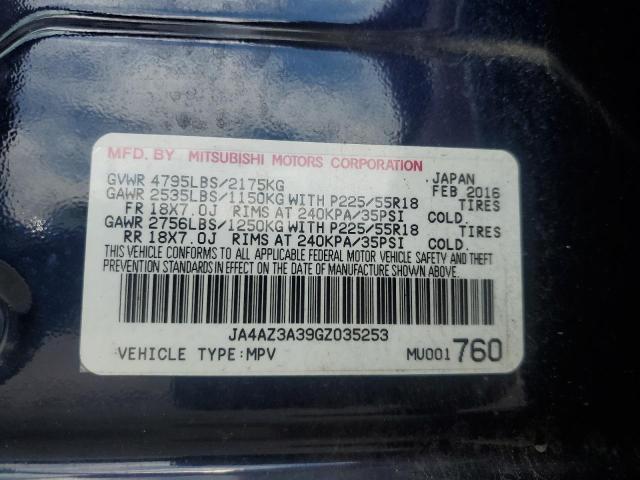 MFD. BY MITSUBISHI MOTORS CORPORATION
GVWR 4795LBS/2175KG JAPAN FEB 2016
GAWR 2535LBS/1150KG WITH P225/55R18 TIRES
FR 18X7.0J RIMS AT 240KPA/35PSI COLD.
GAWR 2756LBS/1250KG WITH P225/55R18 TIRES
RR 18X7.0J RIMS AT 240KPA/35PSI COLD.
THIS VEHICLE CONFORMS TO ALL APPLICABLE FEDERAL MOTOR VEHICLE SAFETY AND THEFT
PREVENTION STANDARDS IN EFFECT ON THE DATE OF MANUFACTURE SHOWN ABOVE.
JA4AZ3A39GZ035253
VEHICLE TYPE:MPV MU001760